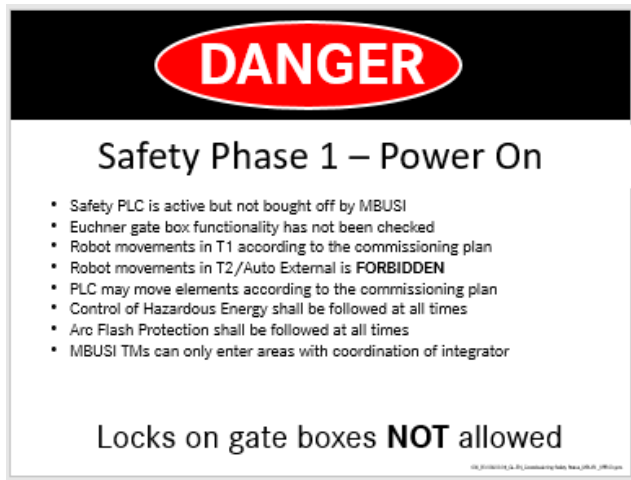 DANGER
Safety Phase 1 – Power On
• Safety PLC is active but not bought off by MBUSI
• Euchner gate box functionality has not been checked
• Robot movements in T1 according to the commissioning plan
• Robot movements in T2/Auto External is FORBIDDEN
• PLC may move elements according to the commissioning plan
• Control of Hazardous Energy shall be followed at all times
• Arc Flash Protection shall be followed at all times
• MBUSI TMs can only enter areas with coordination of integrator
Locks on gate boxes NOT allowed